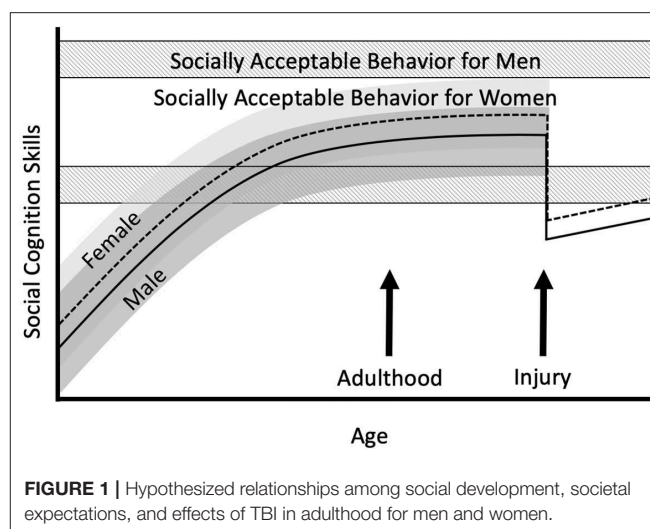 Socially Acceptable Behavior for Men
Socially Acceptable Behavior for Women
Social Cognition Skills
Female
Male
Adulthood
Injury
Age
FIGURE 1 | Hypothesized relationships among social development, societal
expectations, and effects of TBI in adulthood for men and women.